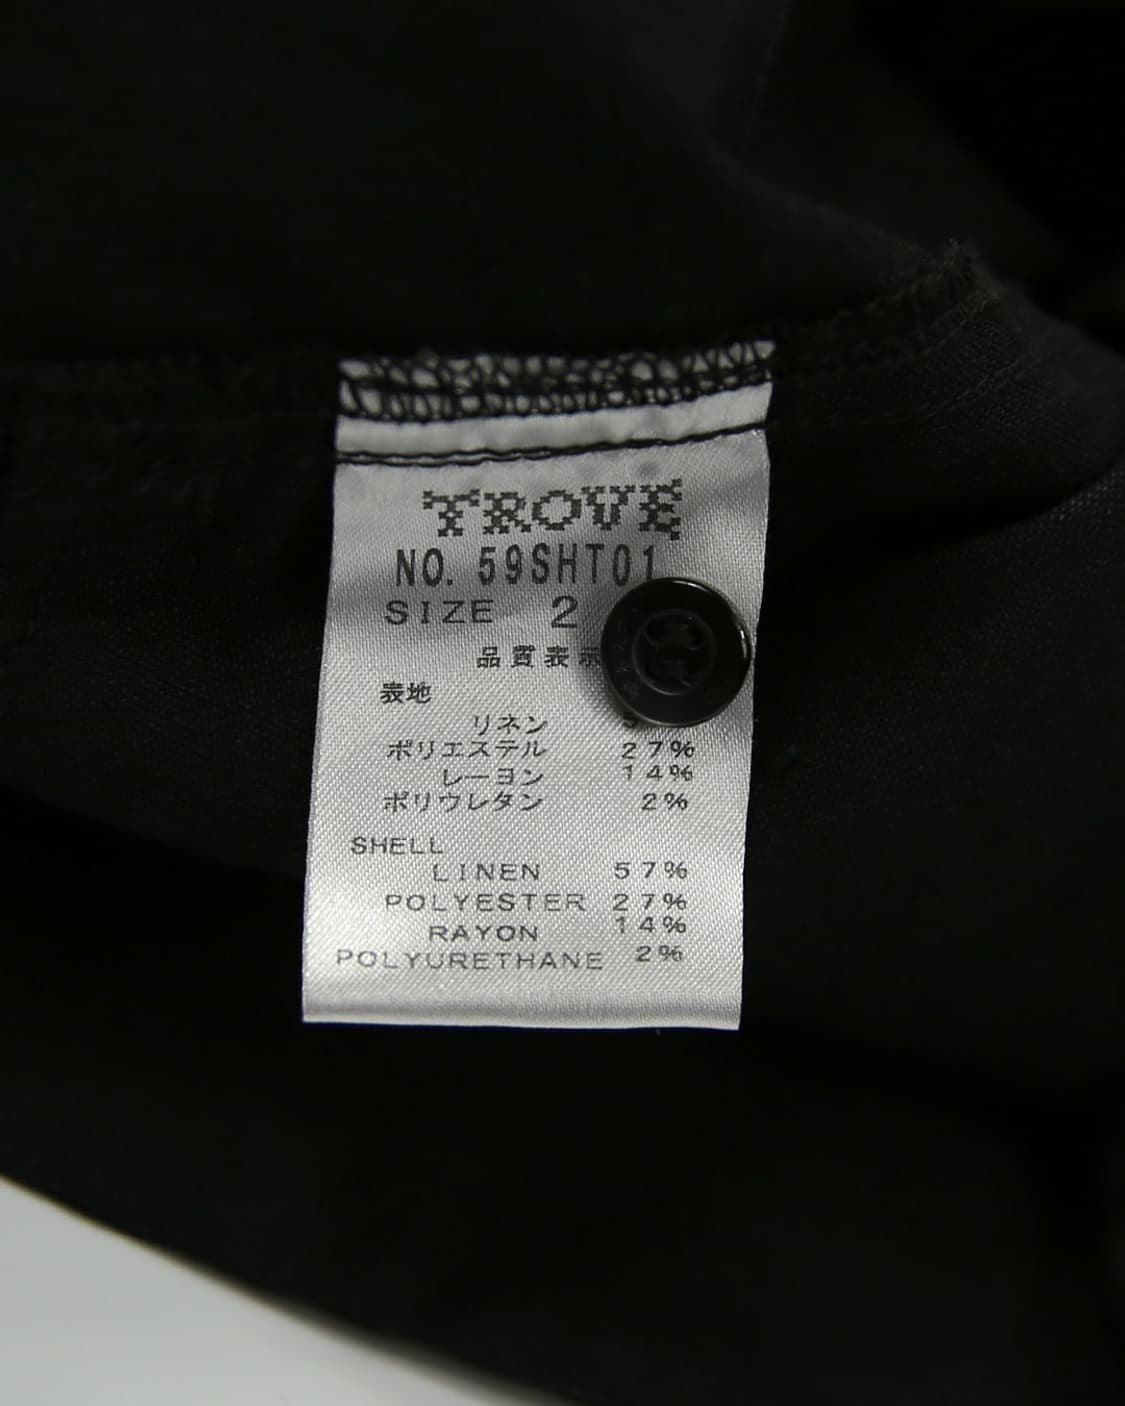 TROVE
NO. 59SHT01
SIZE 2
品質表示
表地
リネン 5
ポリエステル 27%
レーヨン 14%
ポリウレタン 2%
SHELL
LINEN 57%
POLYESTER 27%
RAYON 14%
POLYURETHANE 2%